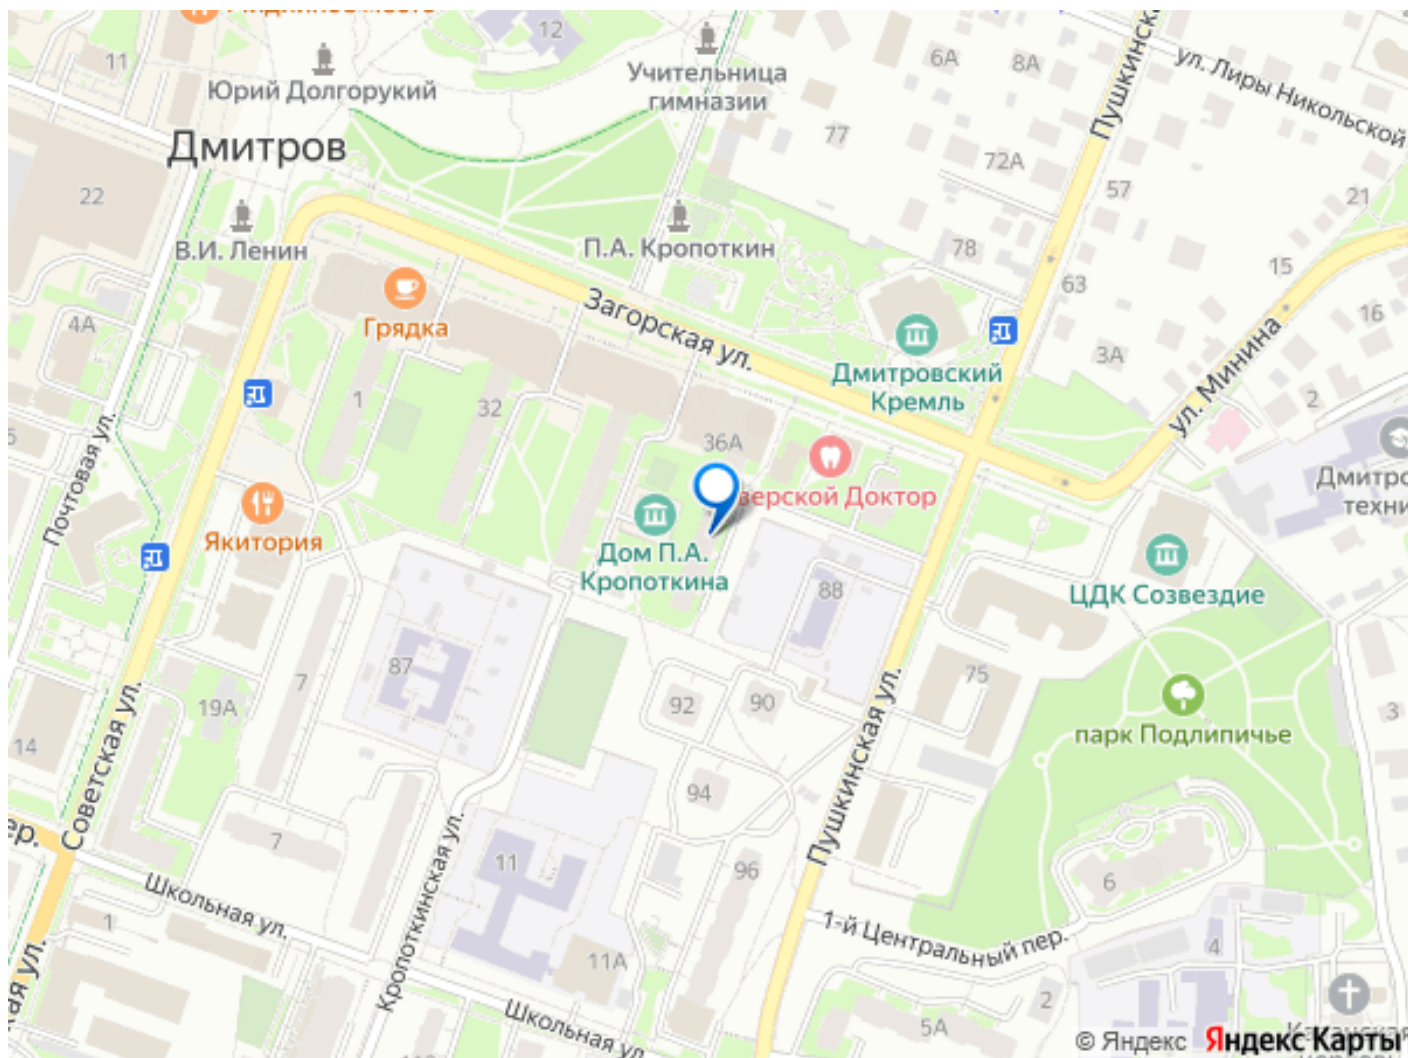 12
11
Юрий Долгорукий
Учительница
гимназии
6А
8А
ул. Лиры Никольской
Дмитров
77
72А
57
21
22
В.И. Ленин
П.А. Кропоткин
78
63
15
16
4А
Грядка
Загорская ул.
Дмитровский
Кремль
3А
ул. Минина
2
1
32
36А
Почтовая ул.
Якитория
Дом П.А.
Кропоткина
88
ЦДК Созвездие
87
7
19А
92
90
75
3
14
Советская ул.
парк Подлипичье
94
Пушкинская ул.
7
11
96
6
Школьная ул.
1
Кропоткинская ул.
11А
1-й Центральный пер.
4
2
5А
Школьная ул.
© Яндекс
Яндекс Карты